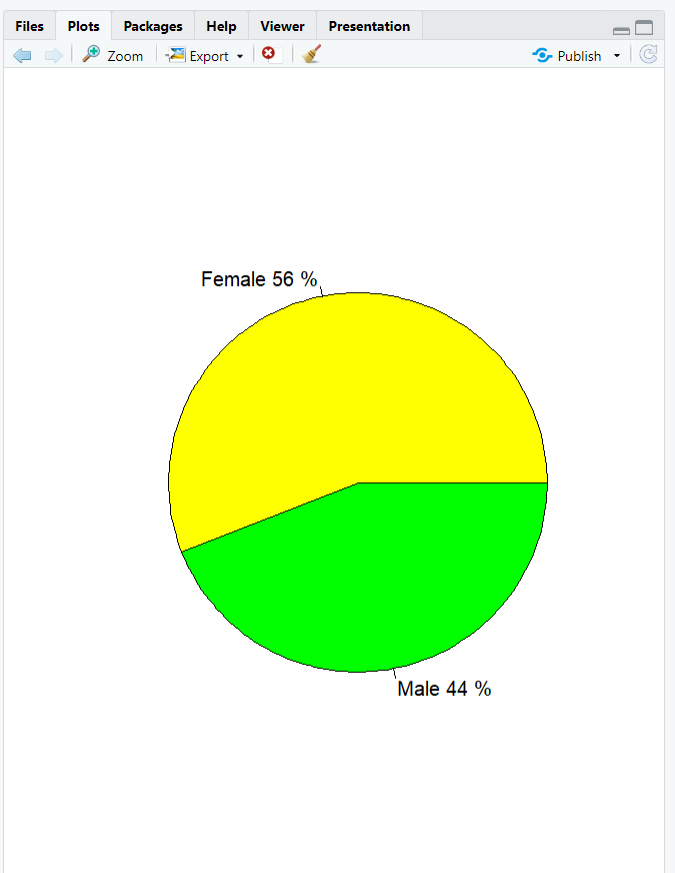 Files Plots Packages Help Viewer Presentation
Zoom Export Publish
Female 56 %
Male 44 %